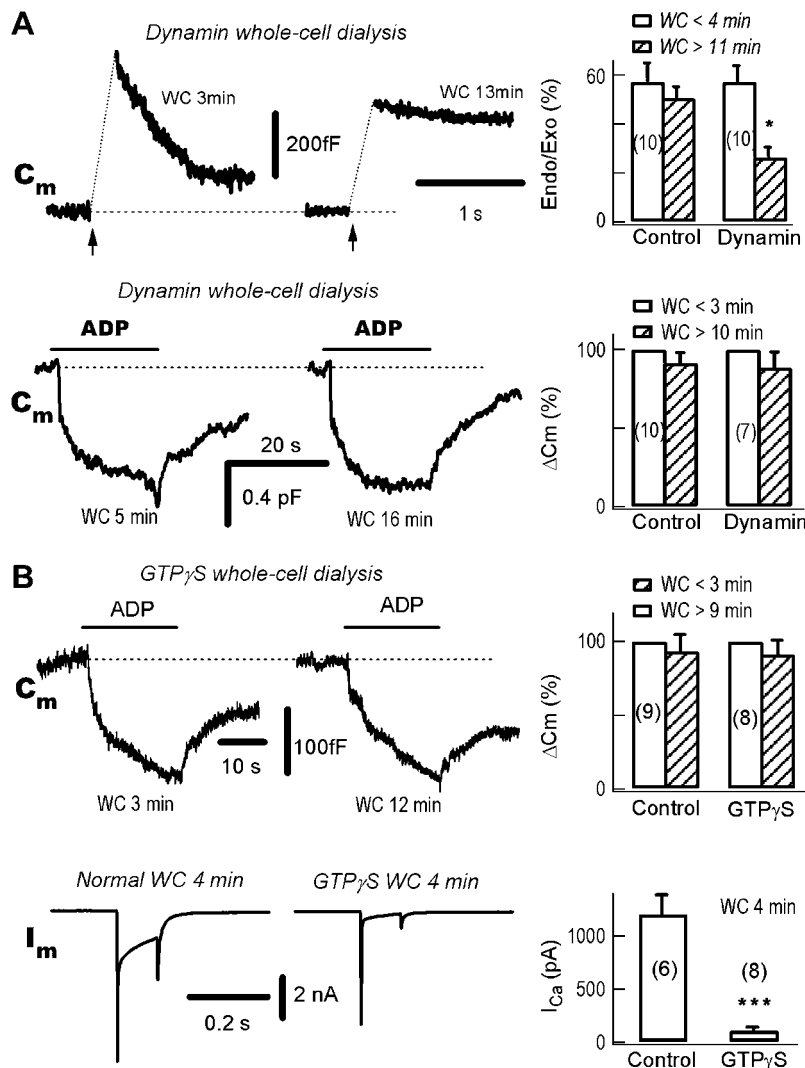 A
Dynamin whole-cell dialysis
WC 3min
WC 13min
200fF
1 s
Cm
WC < 4 min
WC > 11 min
Endo/Exo (%)
60
0
(10)
(10)
*
Control
Dynamin
Dynamin whole-cell dialysis
ADP
ADP
Cm
20 s
0.4 pF
WC 5 min
WC 16 min
WC < 3 min
WC > 10 min
ΔCm (%)
100
0
(10)
(7)
Control
Dynamin
B
GTPγS whole-cell dialysis
ADP
ADP
Cm
10 s
100fF
WC 3 min
WC 12 min
WC < 3 min
WC > 9 min
ΔCm (%)
100
0
(9)
(8)
Control
GTPγS
Normal WC 4 min
GTPγS WC 4 min
Im
0.2 s
2 nA
WC 4 min
ICa (pA)
1000
500
0
(6)
(8)
***
Control
GTPγS